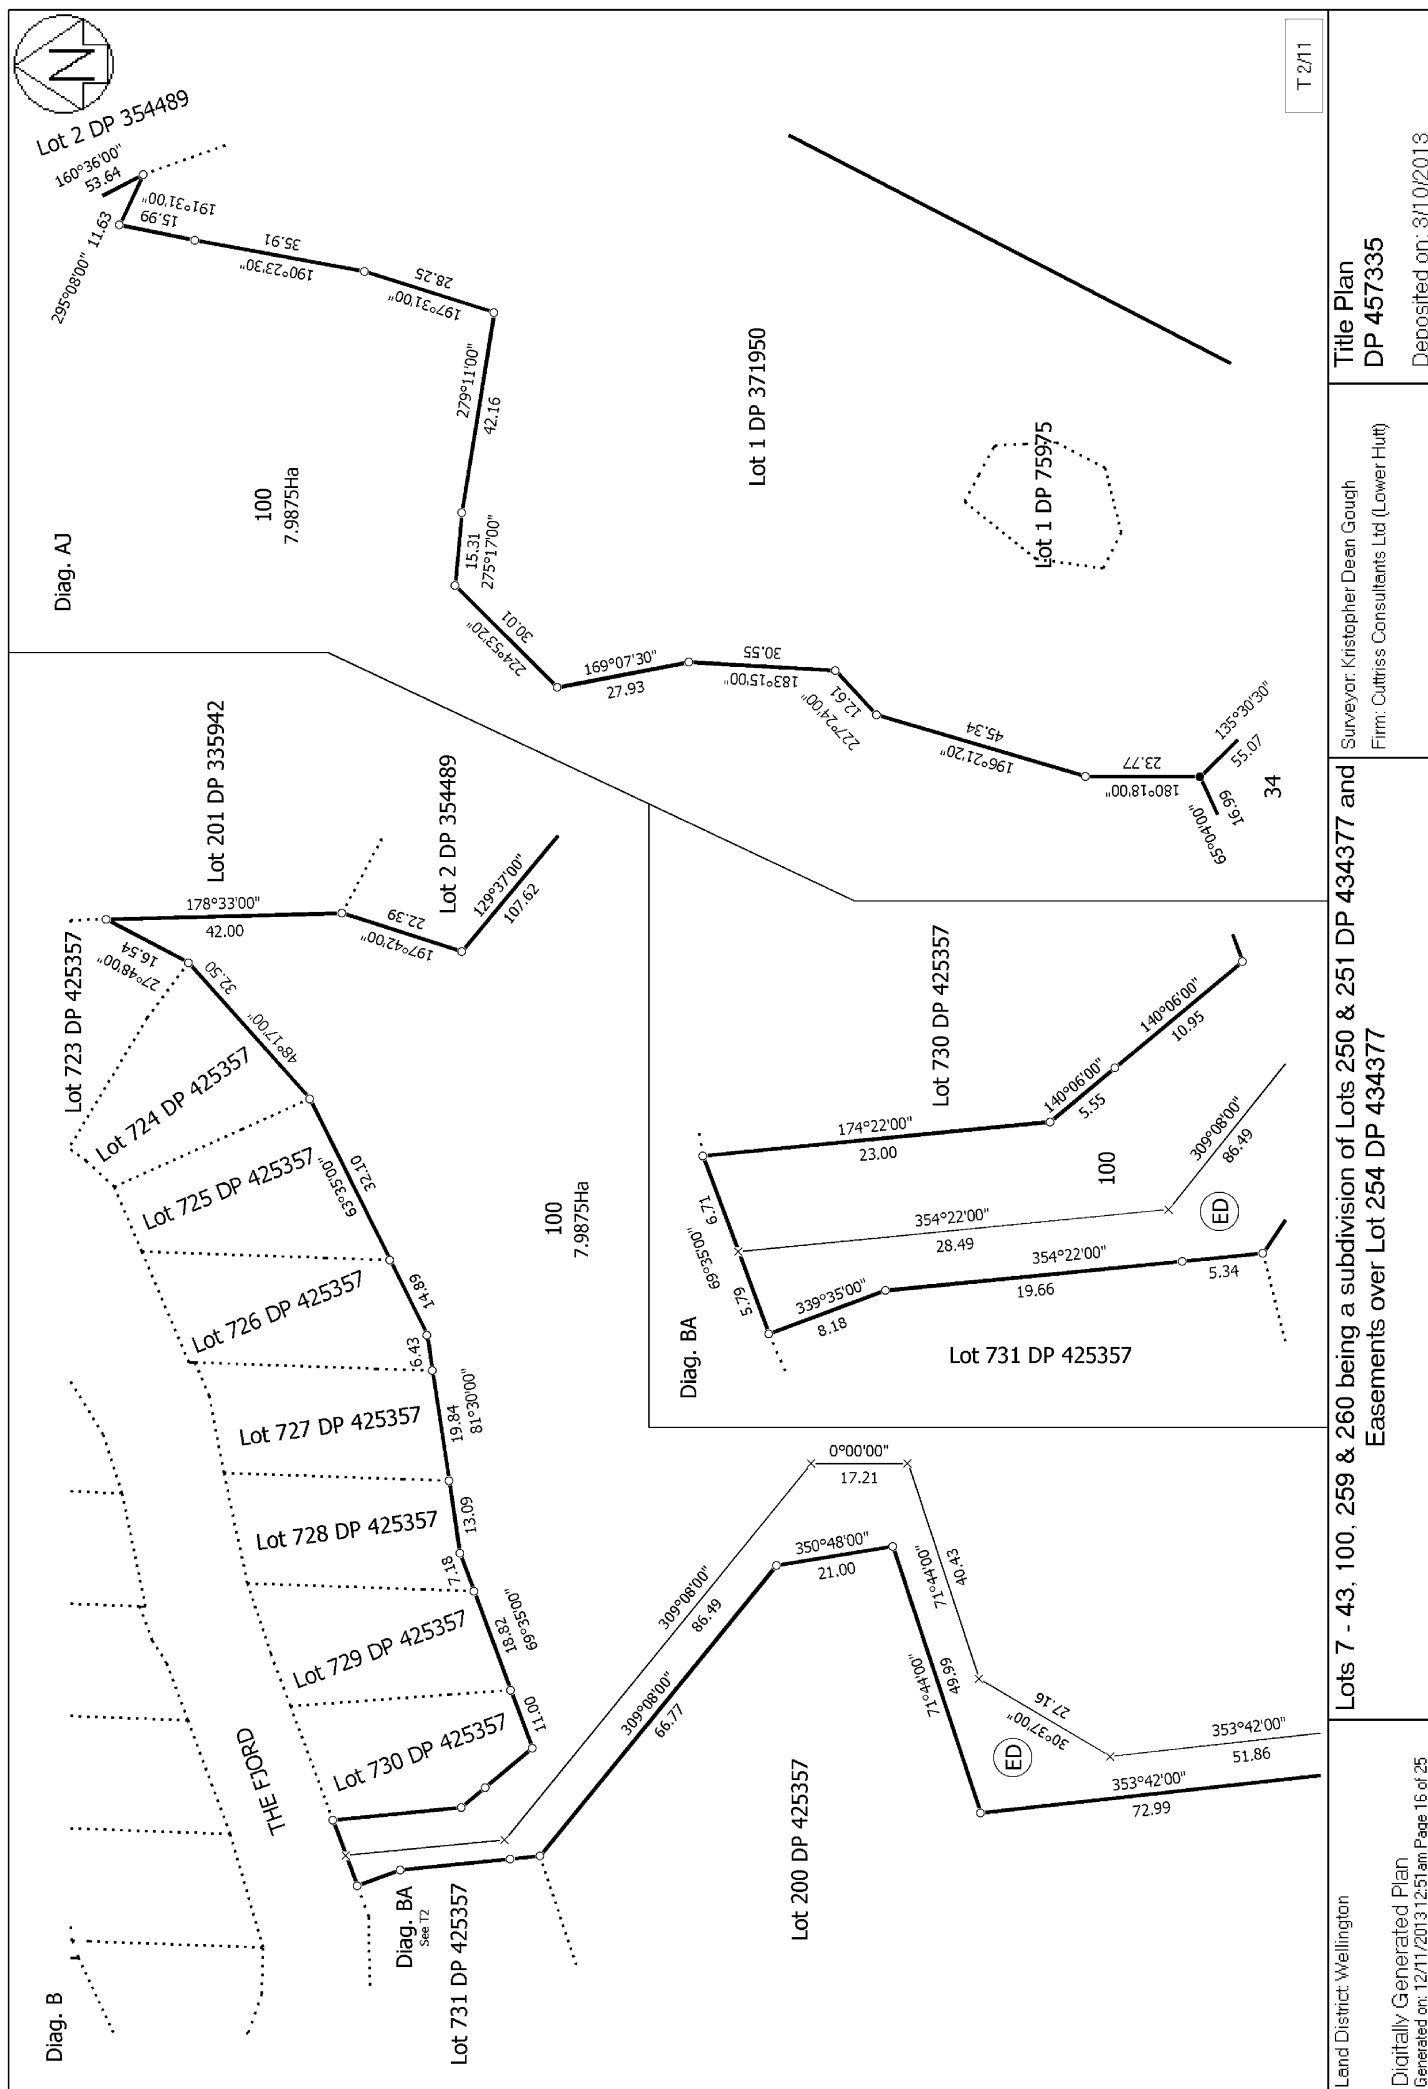 Diag. B
THE FJORD
Lot 723 DP 425357
Lot 724 DP 425357
Lot 725 DP 425357
Lot 726 DP 425357
Lot 727 DP 425357
Lot 728 DP 425357
Lot 729 DP 425357
Lot 730 DP 425357
Lot 731 DP 425357
Diag. BA
See T2
Lot 200 DP 425357
Lot 201 DP 335942
Lot 2 DP 354489
27°48'00"
16.54
178°33'00"
42.00
197°42'00"
22.39
129°37'00"
107.62
48°17'00"
32.50
63°35'00"
32.10
14.89
6.43
19.84
81°30'00"
13.09
7.18
18.82
69°35'00"
11.00
100
7.9875Ha
309°08'00"
86.49
309°08'00"
66.77
0°00'00"
17.21
350°48'00"
21.00
71°44'00"
40.43
71°44'00"
49.99
30°37'00"
27.16
ED
353°42'00"
51.86
353°42'00"
72.99
Diag. BA
69°35'00"
5.79
6.71
339°35'00"
8.18
174°22'00"
23.00
354°22'00"
28.49
354°22'00"
19.66
5.34
140°06'00"
5.55
140°06'00"
10.95
309°08'00"
86.49
100
ED
Lot 730 DP 425357
Lot 731 DP 425357
Diag. AJ
N
Lot 2 DP 354489
160°36'00"
53.64
295°08'00" 11.63
191°31'00"
15.99
190°23'30"
35.91
197°31'00"
28.25
279°11'00"
42.16
15.31
275°17'00"
224°53'20"
30.01
169°07'30"
27.93
183°15'00"
30.55
227°24'00"
12.61
196°21'20"
45.34
180°18'00"
23.77
65°04'00"
16.99
135°30'30"
55.07
34
100
7.9875Ha
Lot 1 DP 371950
Lot 1 DP 75975
T 2/11
Land District: Wellington
Digitally Generated Plan
Generated on: 12/11/2013 12:51am Page 16 of 25
Lots 7 - 43, 100, 259 & 260 being a subdivision of Lots 250 & 251 DP 434377 and
Easements over Lot 254 DP 434377
Surveyor: Kristopher Dean Gough
Firm: Cuttriss Consultants Ltd (Lower Hutt)
Title Plan
DP 457335
Deposited on: 3/10/2013